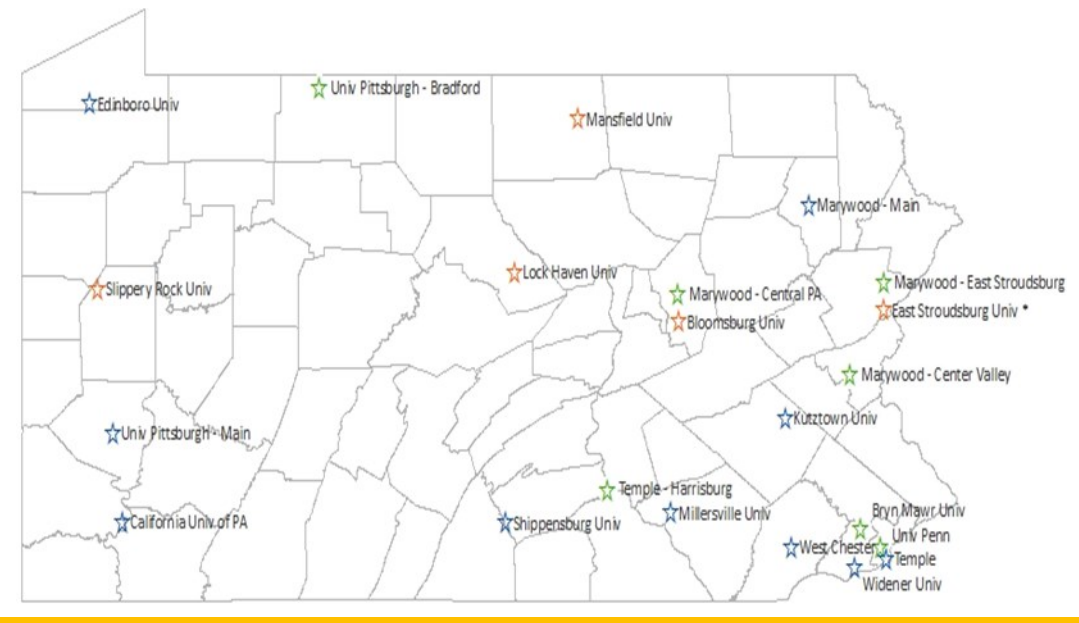 Univ Pittsburgh - Bradford
Edinboro Univ
Mansfield Univ
Marywood - Main
Lock Haven Univ
Marywood - East Stroudsburg
Slippery Rock Univ
Marywood - Central PA
East Stroudsburg Univ *
Bloomsburg Univ
Marywood - Center Valley
Kutztown Univ
Univ Pittsburgh - Main
Temple - Harrisburg
Bryn Mawr Univ
Millersville Univ
California Univ of PA
Shippensburg Univ
Univ Penn
West Chester
Temple
Widener Univ